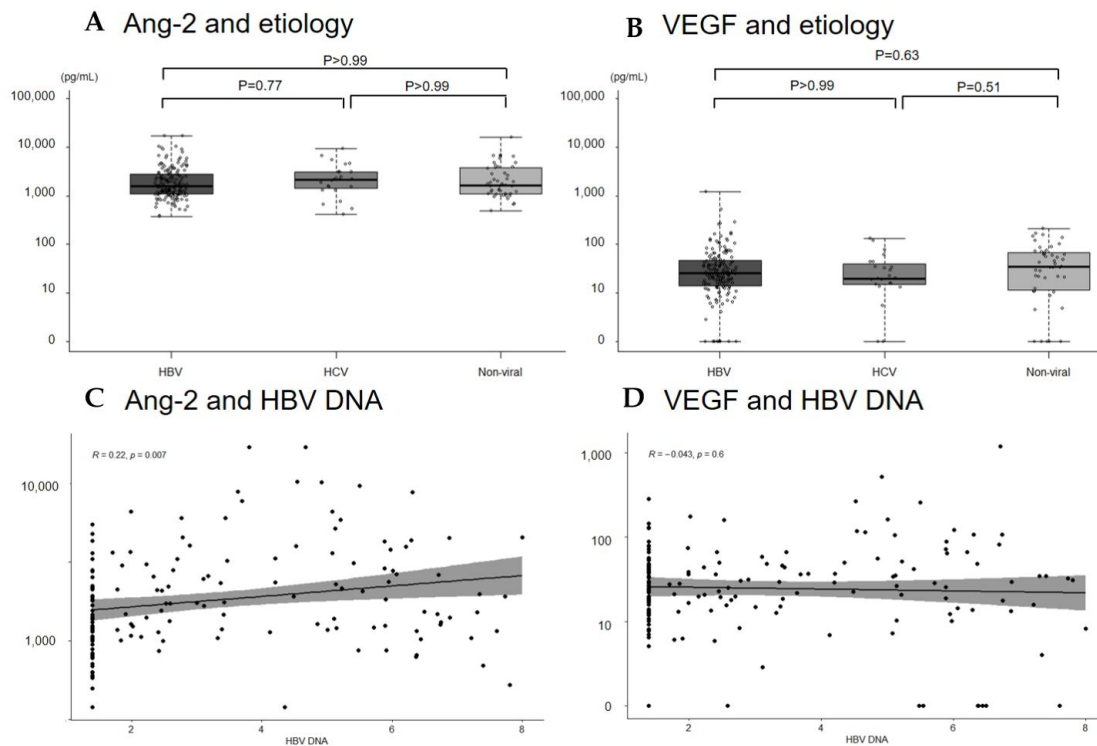 A Ang-2 and etiology
P>0.99
(pg/mL)
P=0.77
P>0.99
100,000
10,000
1,000
100
10
0
HBV
HCV
Non-viral
B VEGF and etiology
P=0.63
(pg/mL)
P>0.99
P=0.51
100,000
10,000
1,000
100
10
0
HBV
HCV
Non-viral
C Ang-2 and HBV DNA
R = 0.22, p = 0.007
10,000
1,000
2
4
6
8
HBV DNA
D VEGF and HBV DNA
R = −0.043, p = 0.6
1,000
100
10
0
2
4
6
8
HBV DNA